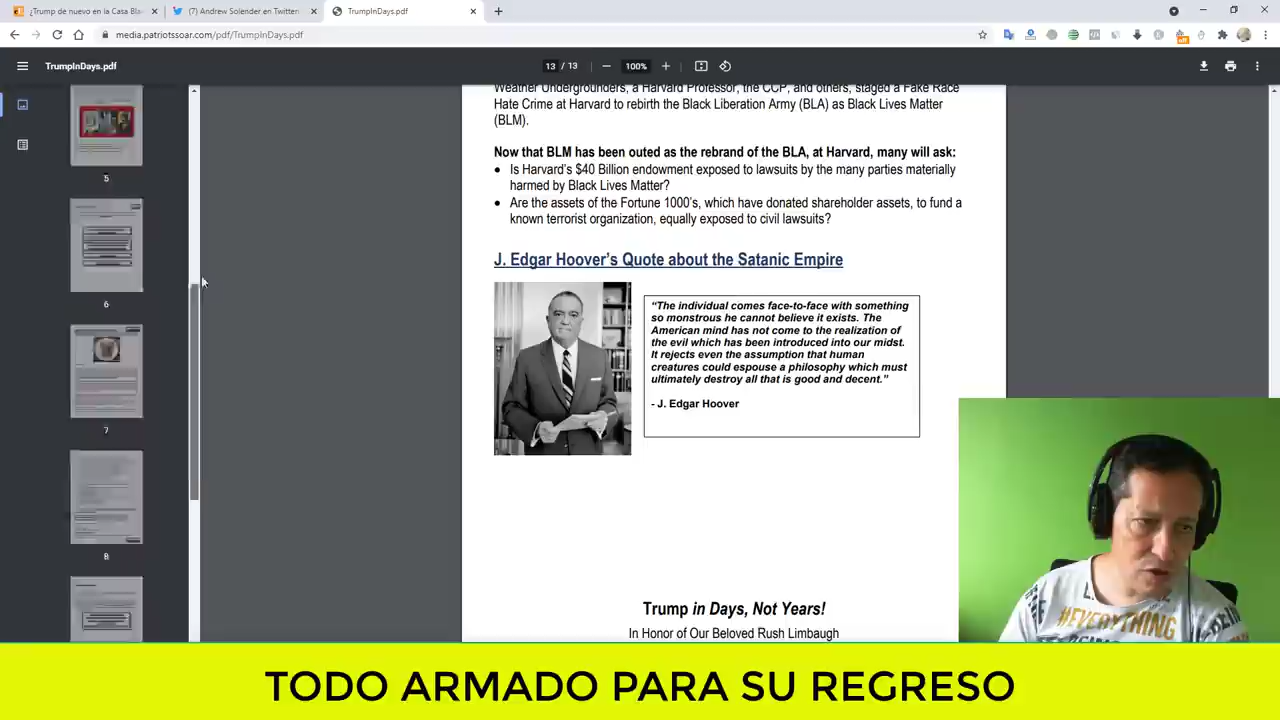 ¿Trump de nuevo en la Casa Bla
(7) Andrew Solender en Twitter:
TrumpInDays.pdf
media.patriotssoar.com/pdf/TrumpInDays.pdf
TrumpInDays.pdf
13 / 13
100%
5
6
7
8
Weather Undergrounders, a Harvard Professor, the CCP, and others, staged a Fake Race
Hate Crime at Harvard to rebirth the Black Liberation Army (BLA) as Black Lives Matter
(BLM).
Now that BLM has been outed as the rebrand of the BLA, at Harvard, many will ask:
• Is Harvard's $40 Billion endowment exposed to lawsuits by the many parties materially
harmed by Black Lives Matter?
• Are the assets of the Fortune 1000's, which have donated shareholder assets, to fund a
known terrorist organization, equally exposed to civil lawsuits?
J. Edgar Hoover's Quote about the Satanic Empire
“The individual comes face-to-face with something
so monstrous he cannot believe it exists. The
American mind has not come to the realization of
the evil which has been introduced into our midst.
It rejects even the assumption that human
creatures could espouse a philosophy which must
ultimately destroy all that is good and decent.”
- J. Edgar Hoover
Trump in Days, Not Years!
In Honor of Our Beloved Rush Limbaugh
#EVERYTHING
TODO ARMADO PARA SU REGRESO